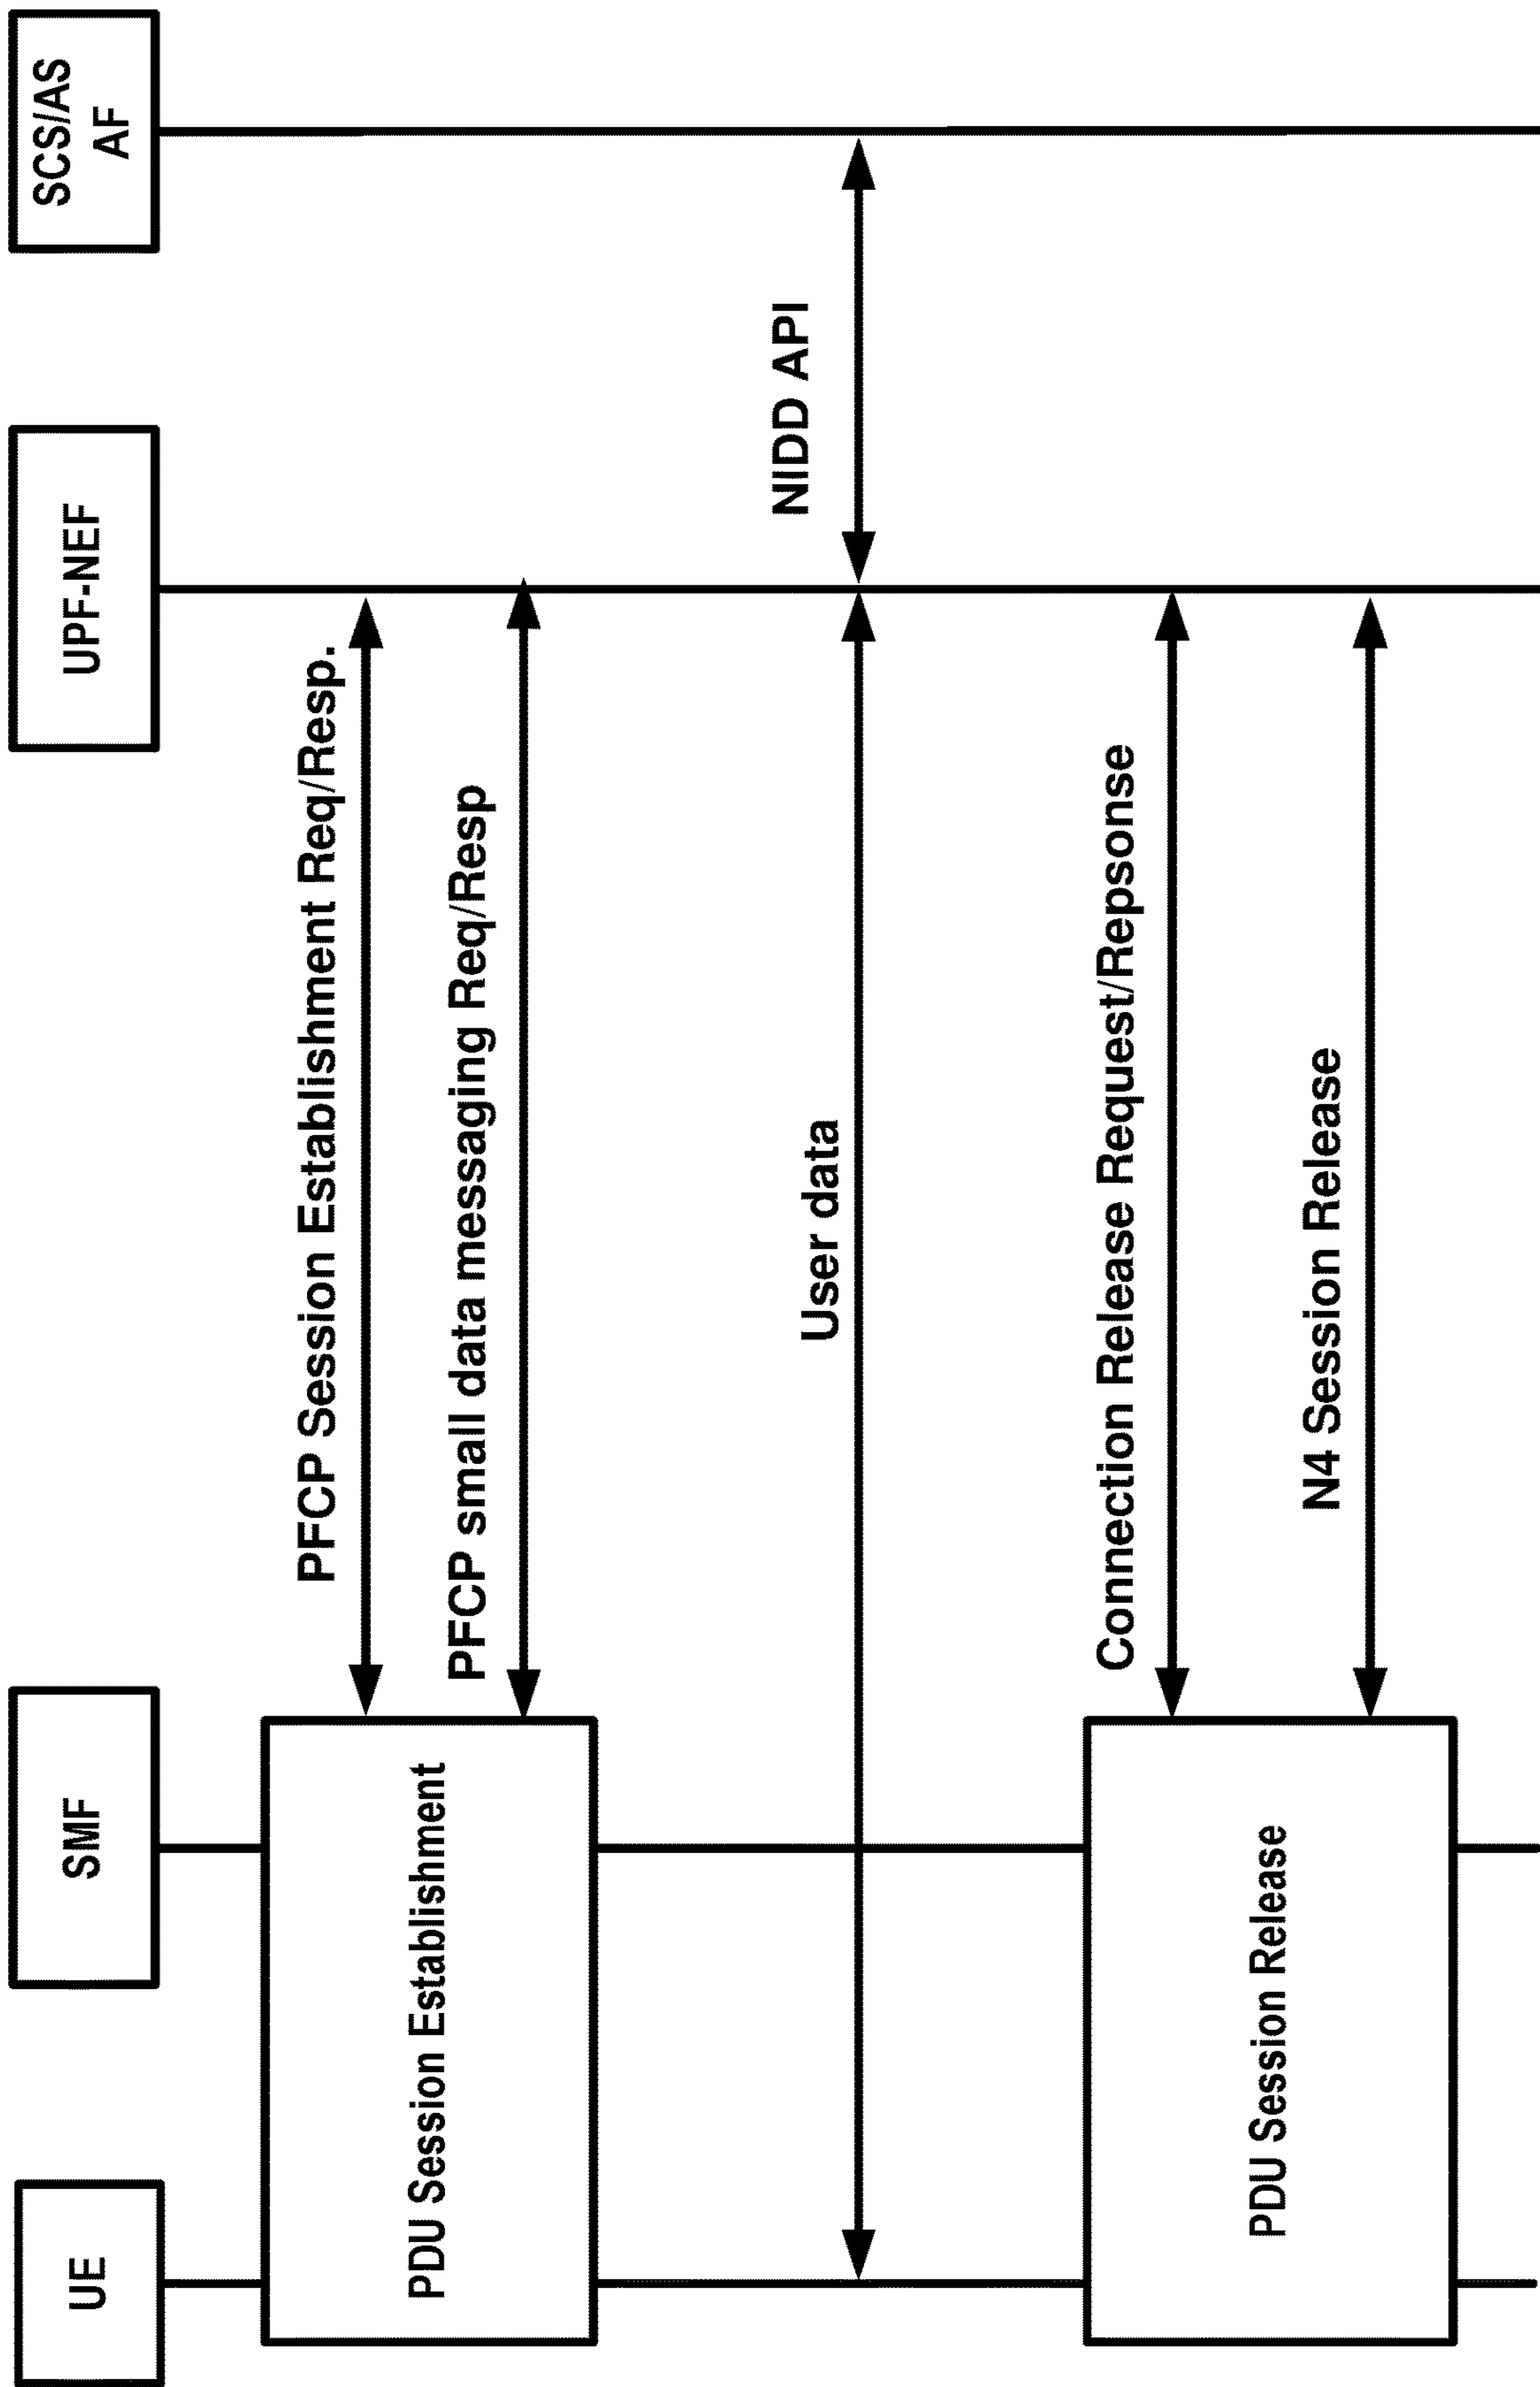 UE
SMF
UPF-NEF
SCS/AS
AF
PDU Session Establishment
PFCP Session Establishment Req/Resp.
PFCP small data messaging Req/Resp
User data
NIDD API
PDU Session Release
Connection Release Request/Repsonse
N4 Session Release